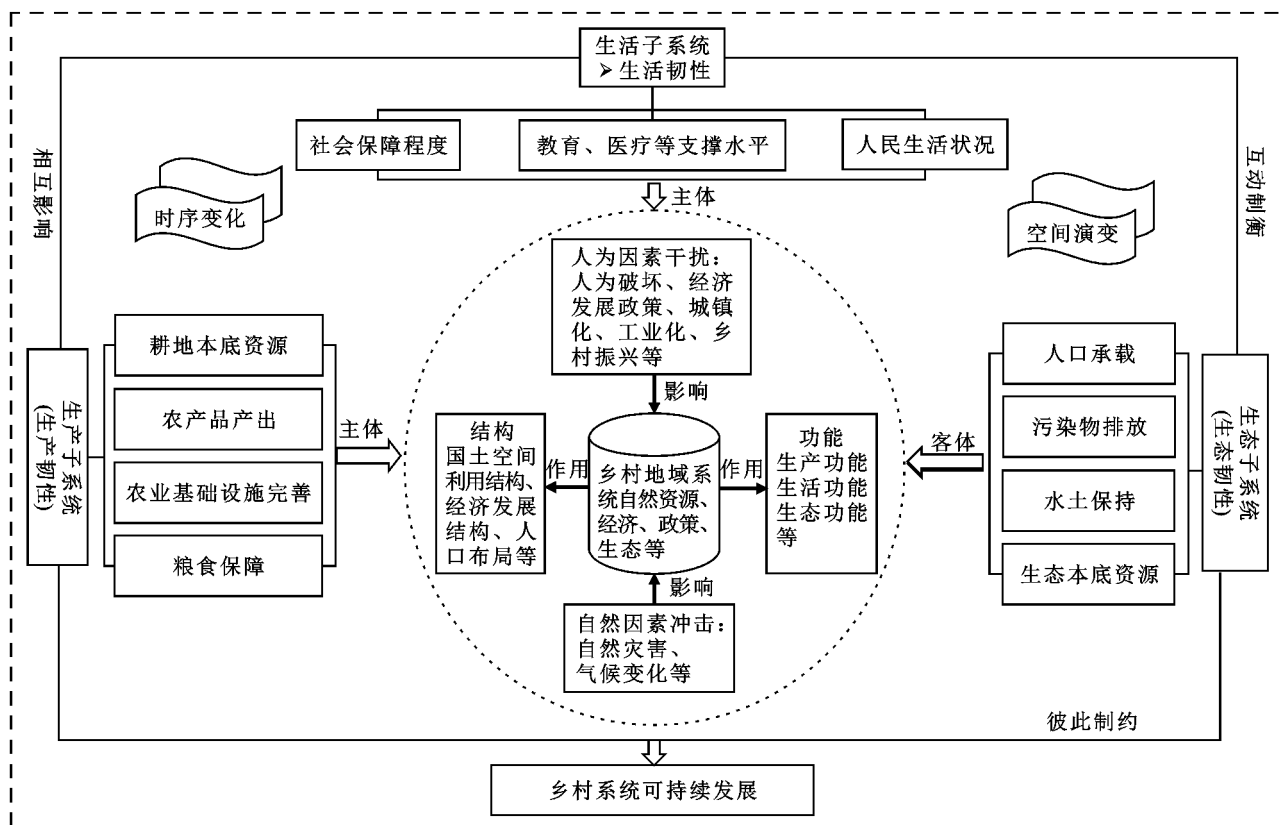 生活子系统
➢生活韧性
社会保障程度
教育、医疗等支撑水平
人民生活状况
主体
相互影响
互动制衡
时序变化
空间演变
人为因素干扰：
人为破坏、经济
发展政策、城镇
化、工业化、乡
村振兴等
影响
生产子系统
(生产韧性)
耕地本底资源
农产品产出
农业基础设施完善
粮食保障
主体
结构
国土空间
利用结构、
经济发展
结构、人
口布局等
作用
乡村地域系
统自然资源、
经济、政策、
生态等
作用
功能
生产功能
生活功能
生态功能
等
客体
人口承载
污染物排放
水土保持
生态本底资源
生态子系统
(生态韧性)
影响
自然因素冲击：
自然灾害、
气候变化等
彼此制约
乡村系统可持续发展